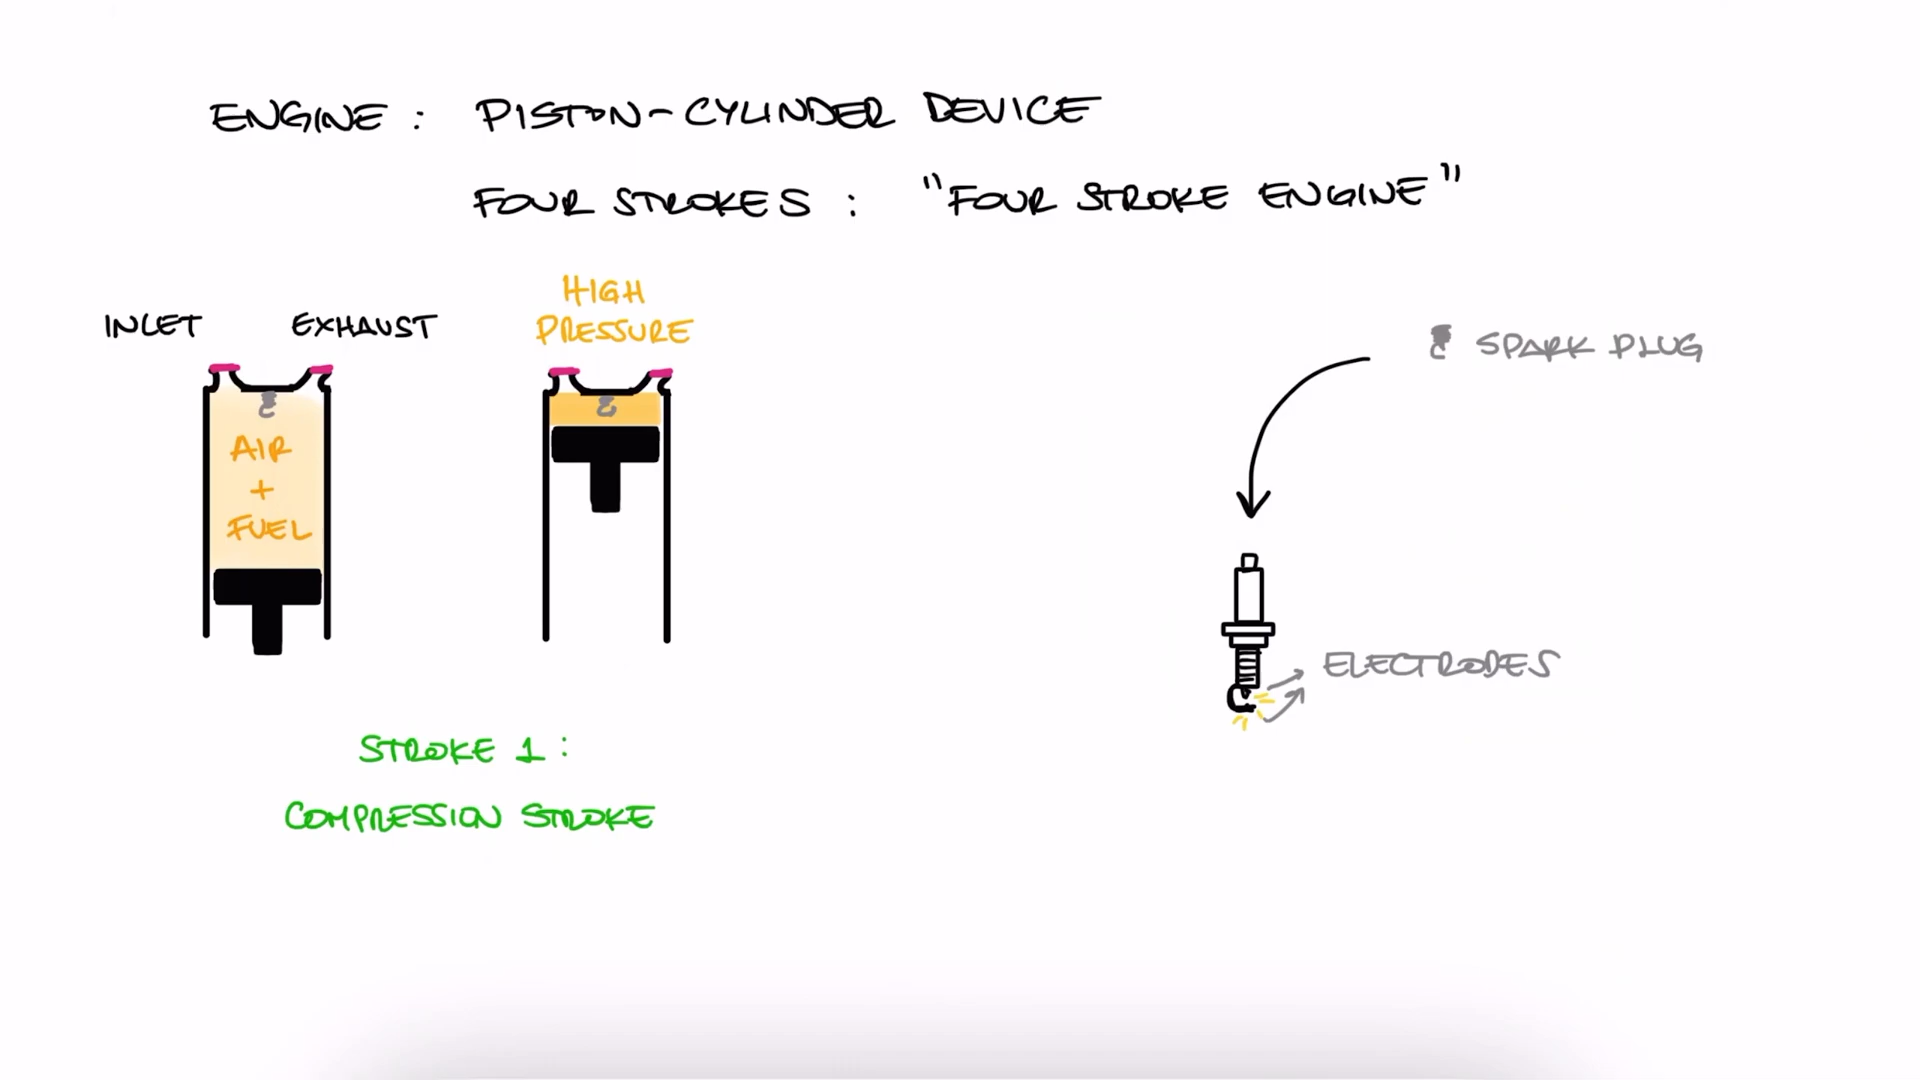 ENGINE : PISTON-CYLINDER DEVICE
FOUR STROKES : "FOUR STROKE ENGINE"
INLET EXHAUST
HIGH
PRESSURE
SPARK PLUG
AIR
+
FUEL
ELECTRODES
STROKE 1 :
COMPRESSION STROKE